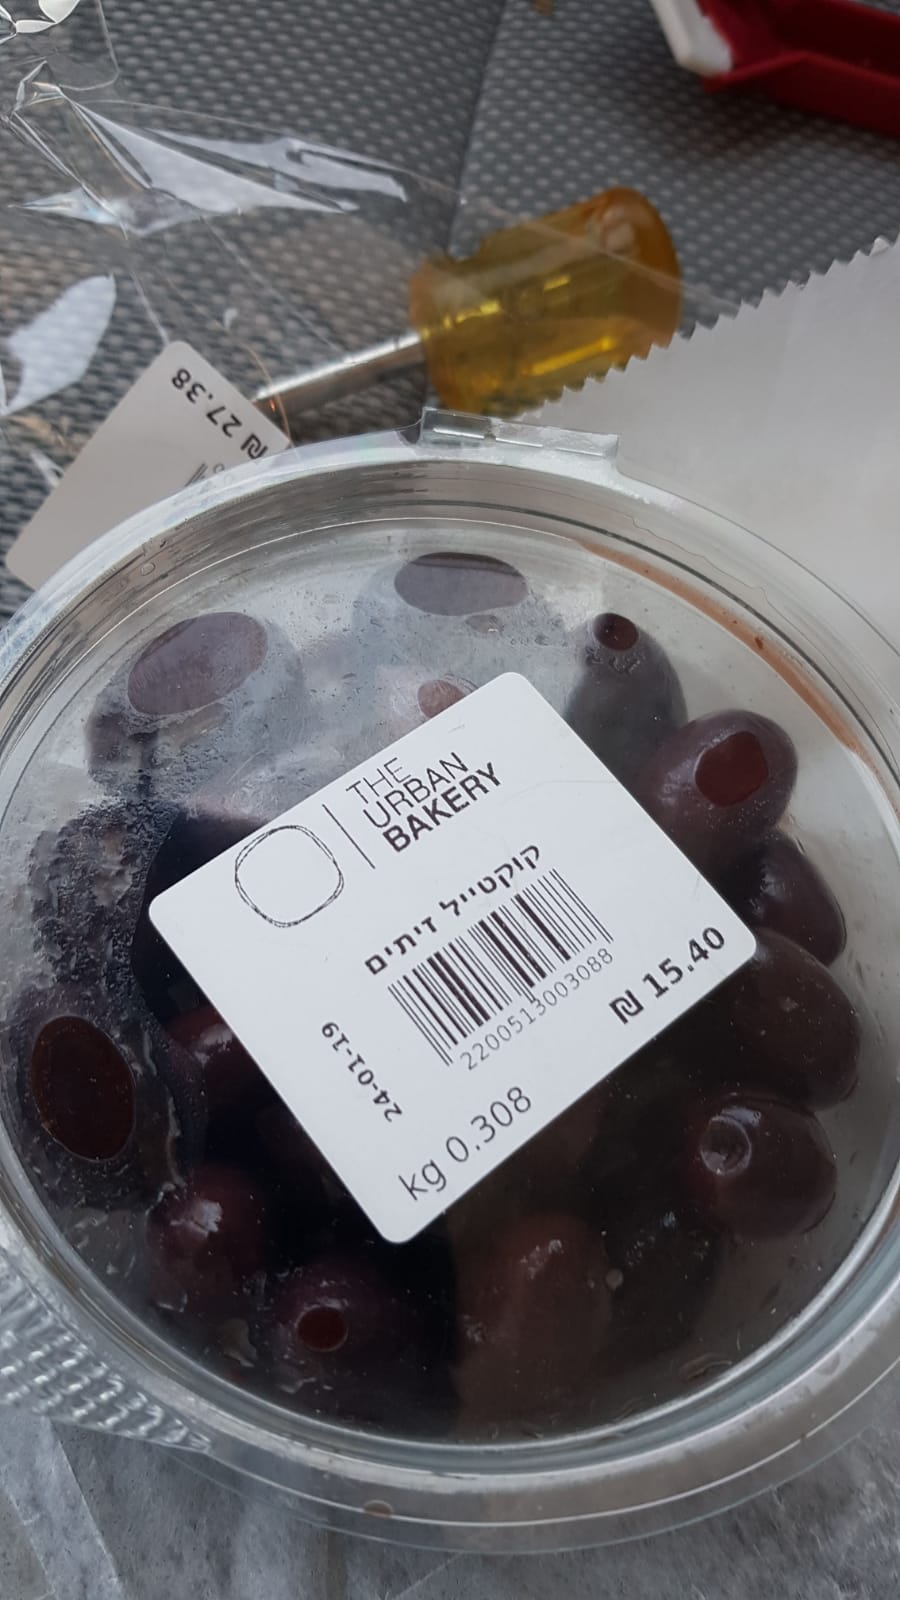 ₪ 27.38
THE
URBAN
BAKERY
קוקטייל זיתים
2200513003088
₪ 15.40
24-01-19
kg 0.308